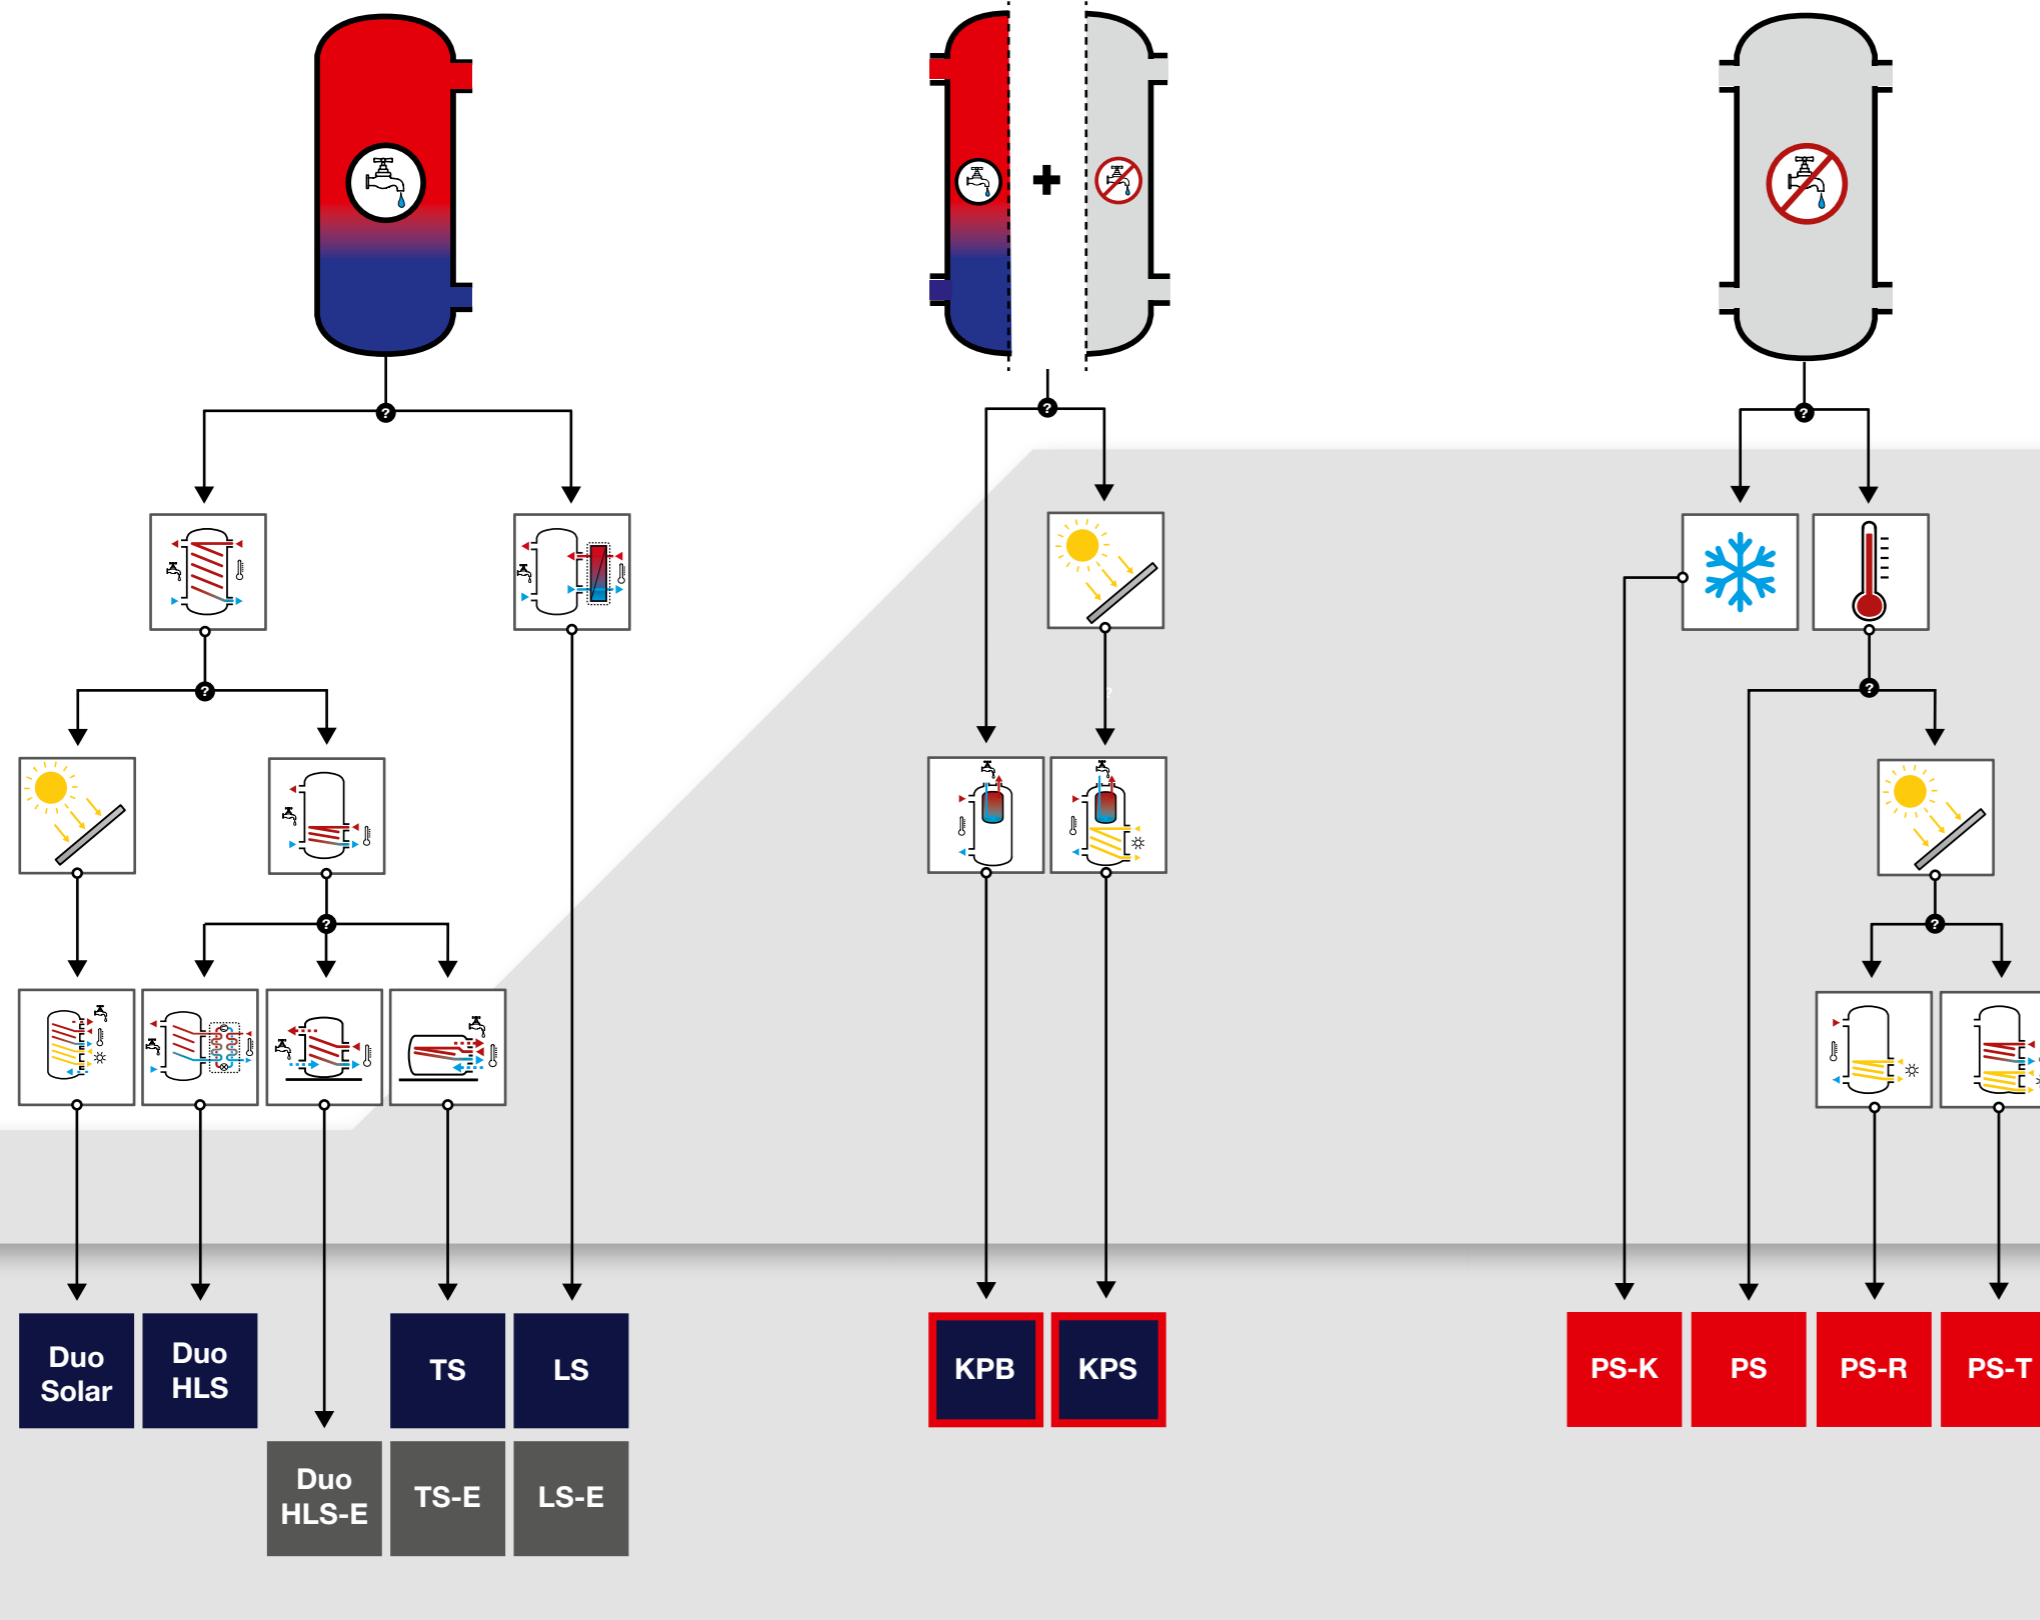 ?
?
?
?
?
?
?
?
Duo
Solar
Duo
HLS
TS
LS
KPB
KPS
PS-K
PS
PS-R
PS-T
Duo
HLS-E
TS-E
LS-E